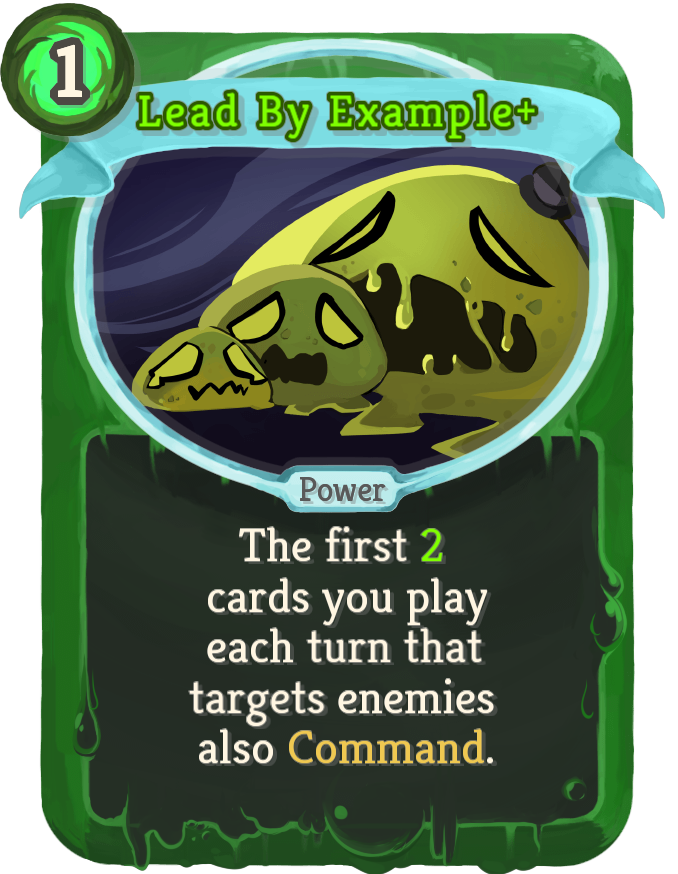 1
Lead By Example+
Power
The first 2
cards you play
each turn that
targets enemies
also Command.